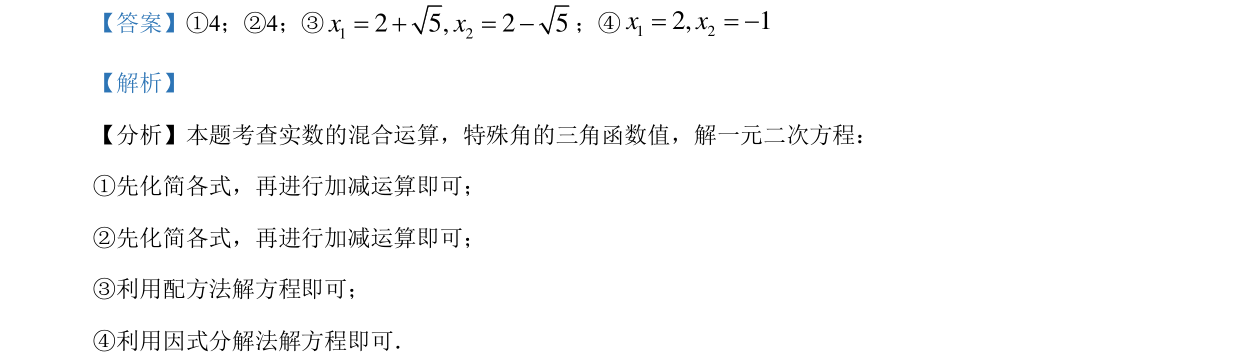 【答案】①4；②4；③ x₁ = 2 + √5, x₂ = 2 − √5 ；④ x₁ = 2, x₂ = −1
【解析】
【分析】本题考查实数的混合运算，特殊角的三角函数值，解一元二次方程：
①先化简各式，再进行加减运算即可；
②先化简各式，再进行加减运算即可；
③利用配方法解方程即可；
④利用因式分解法解方程即可．